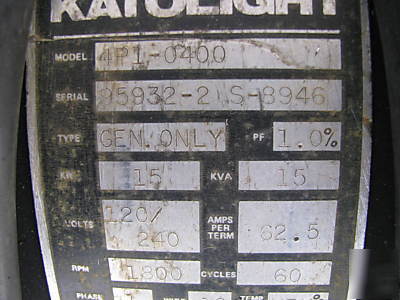 KATOLIGHT
MODEL 4P1-0400
SERIAL 95932-2 S-8946
TYPE GEN. ONLY PF 1.0%
KW 15 KVA 15
VOLTS 120/ 240 AMPS PER TERM 62.5
RPM 1800 CYCLES 60
PHASE 1 TEMP